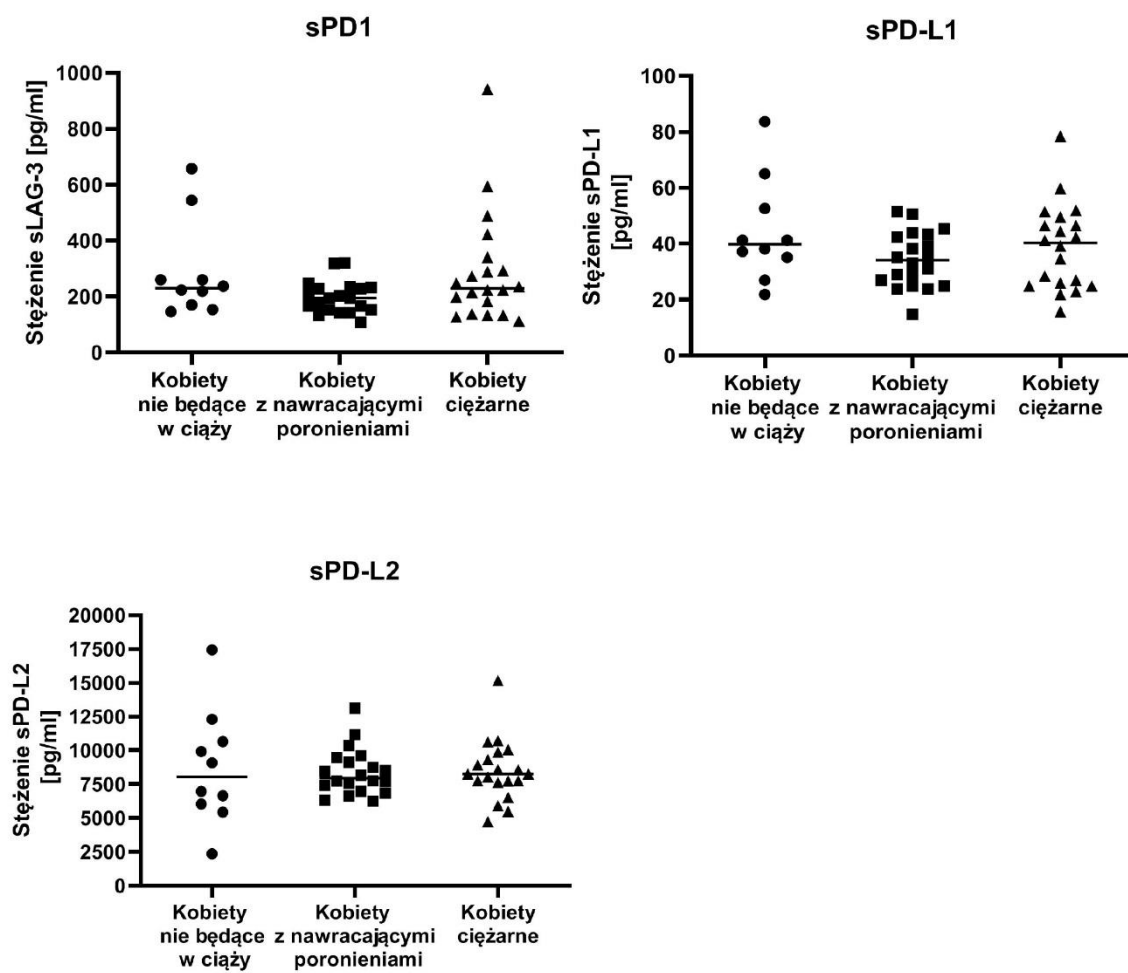 sPD1
Stężenie sLAG-3 [pg/ml]
1000
800
600
400
200
0
Kobiety
nie będące
w ciąży
Kobiety
z nawracającymi
poronieniami
Kobiety
ciężarne
sPD-L1
Stężenie sPD-L1
[pg/ml]
100
80
60
40
20
0
Kobiety
nie będące
w ciąży
Kobiety
z nawracającymi
poronieniami
Kobiety
ciężarne
sPD-L2
Stężenie sPD-L2
[pg/ml]
20000
17500
15000
12500
10000
7500
5000
2500
0
Kobiety
nie będące
w ciąży
Kobiety
z nawracającymi
poronieniami
Kobiety
ciężarne